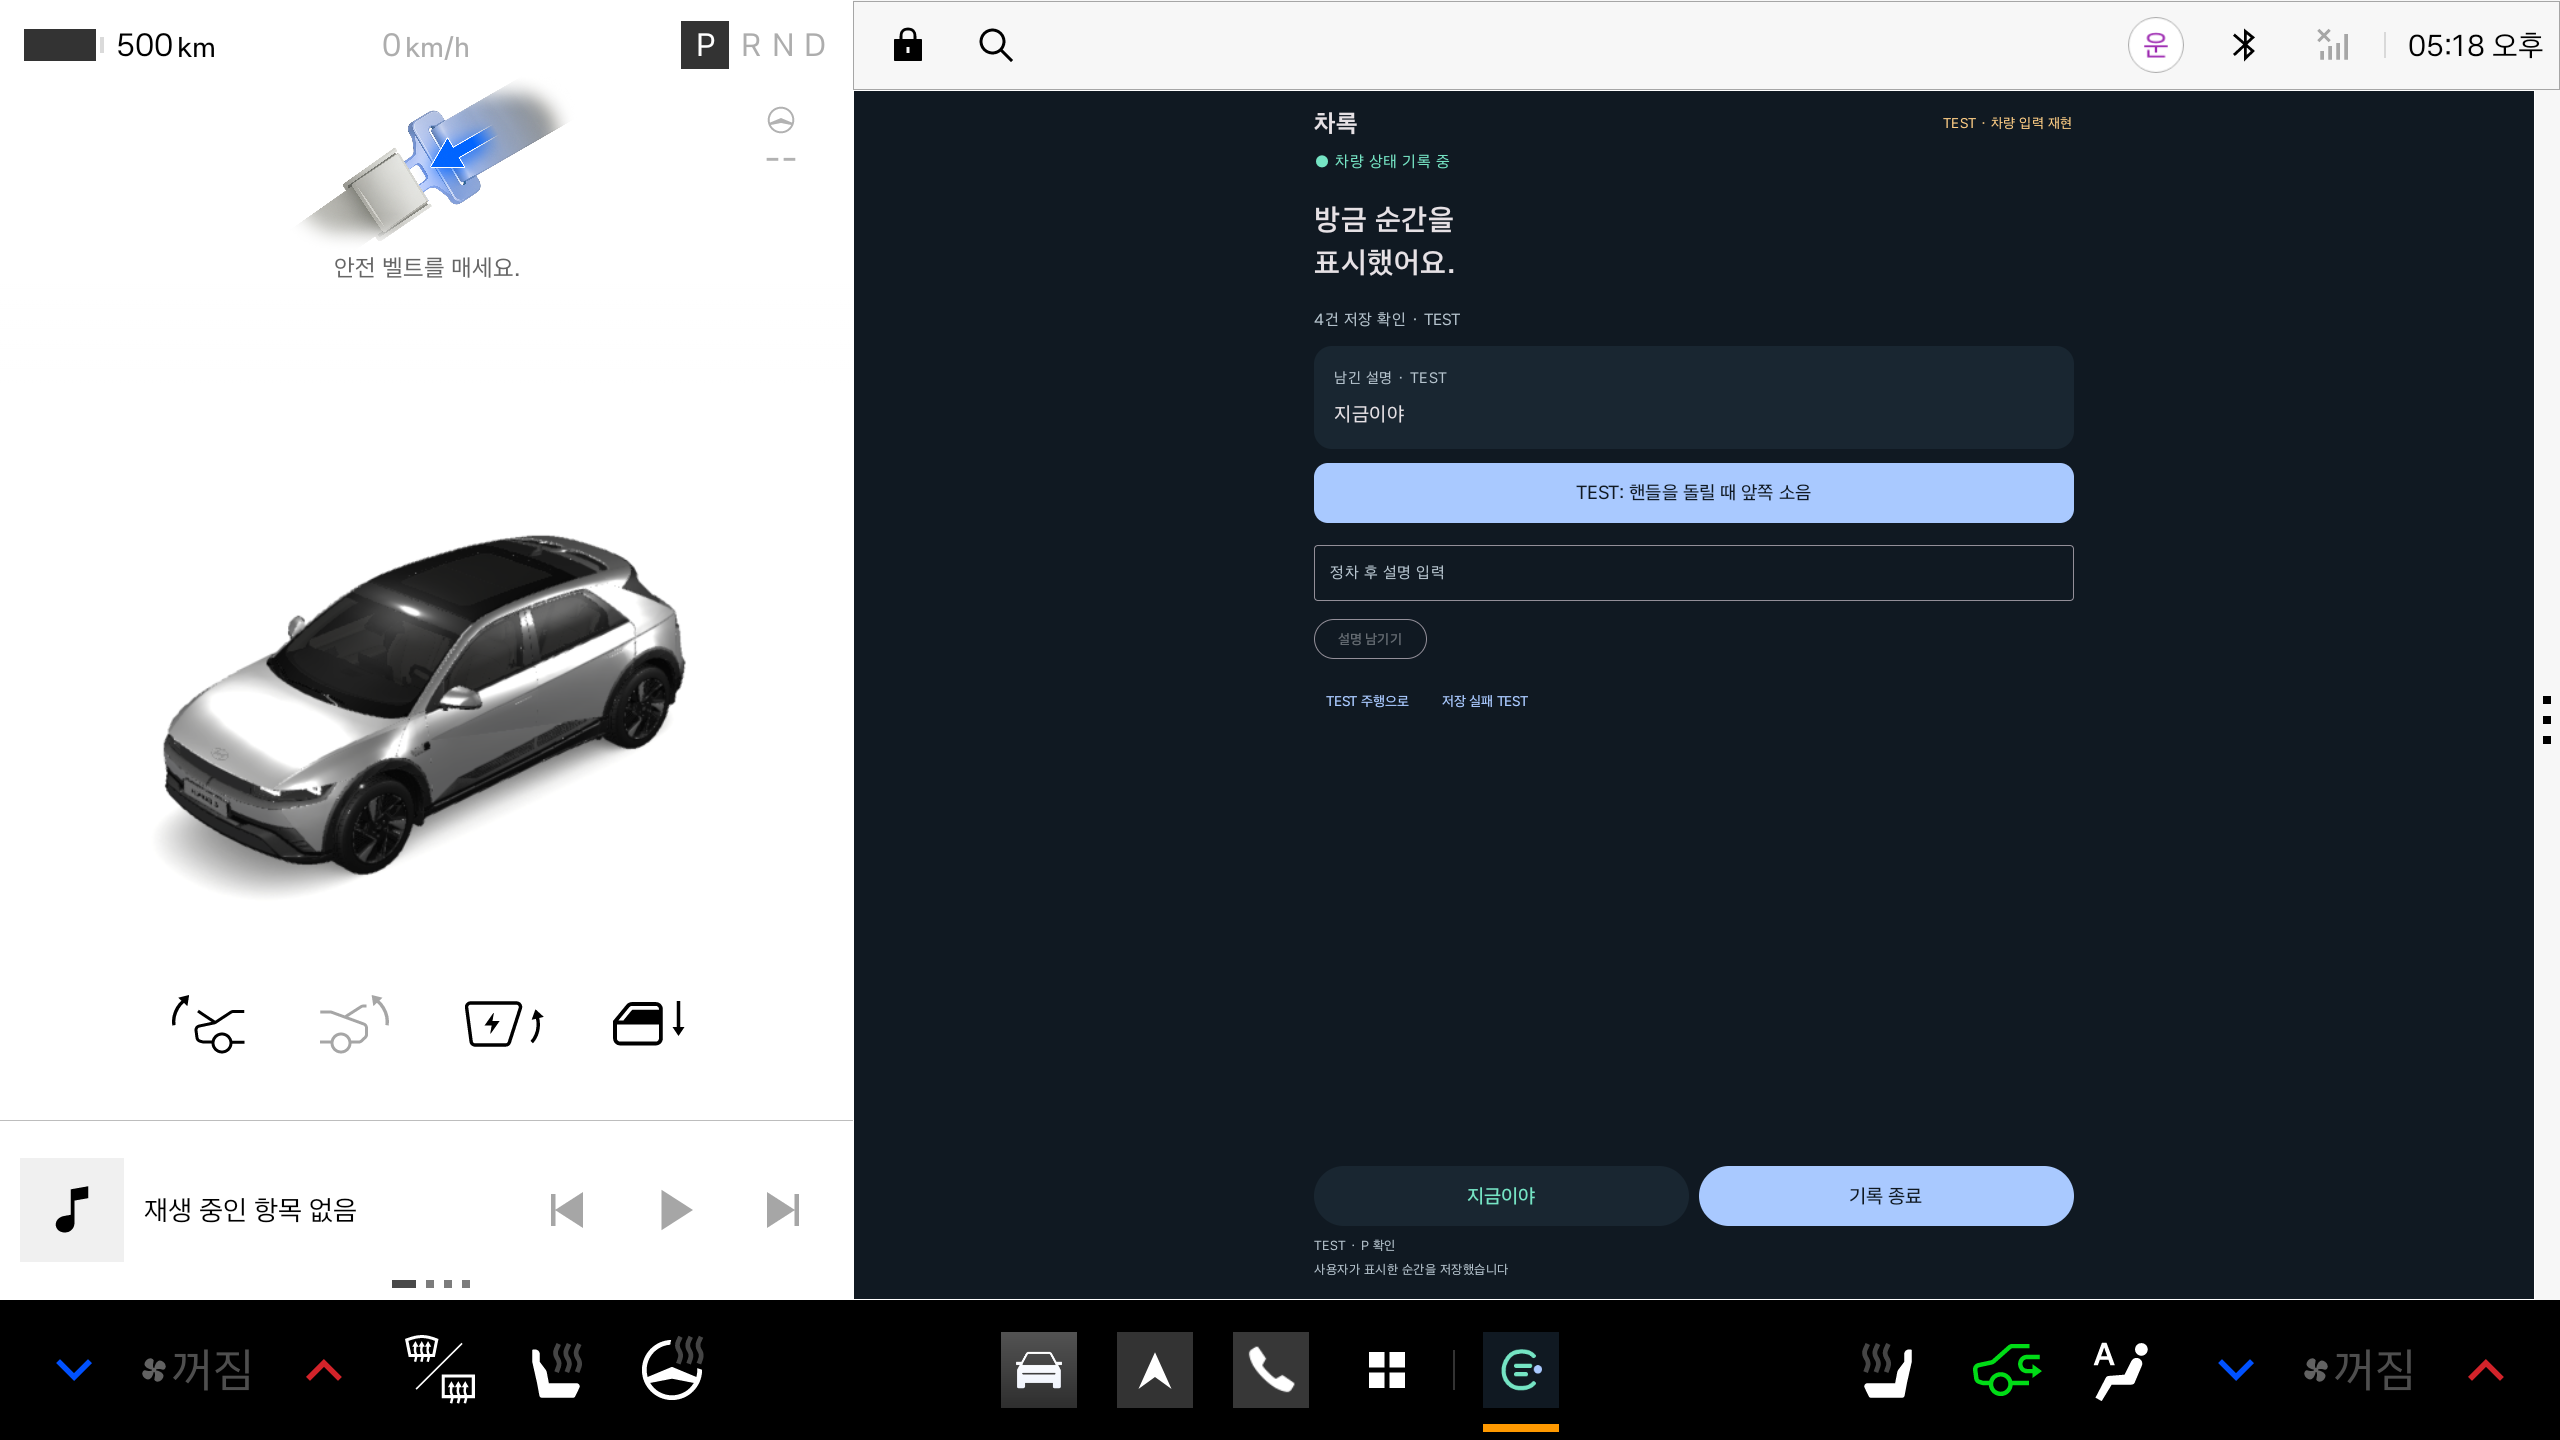 500 km
0 km/h
P R N D
운
05:18 오후
안전 벨트를 매세요.
차록
TEST · 차량 입력 재현
차량 상태 기록 중
방금 순간을
표시했어요.
4건 저장 확인 · TEST
남긴 설명 · TEST
지금이야
TEST: 핸들을 돌릴 때 앞쪽 소음
정차 후 설명 입력
설명 남기기
TEST 주행으로
저장 실패 TEST
재생 중인 항목 없음
지금이야
기록 종료
TEST · P 확인
사용자가 표시한 순간을 저장했습니다
꺼짐
A
꺼짐